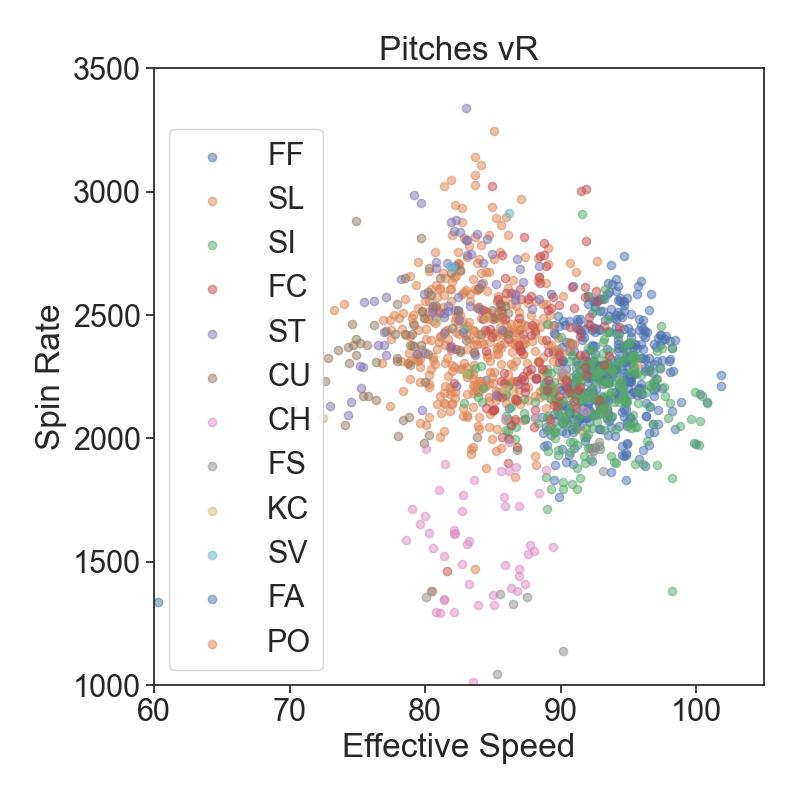 Pitches vR
3500
3000
2500
2000
1500
1000
Spin Rate
FF
SL
SI
FC
ST
CU
CH
FS
KC
SV
FA
PO
60 70 80 90 100
Effective Speed